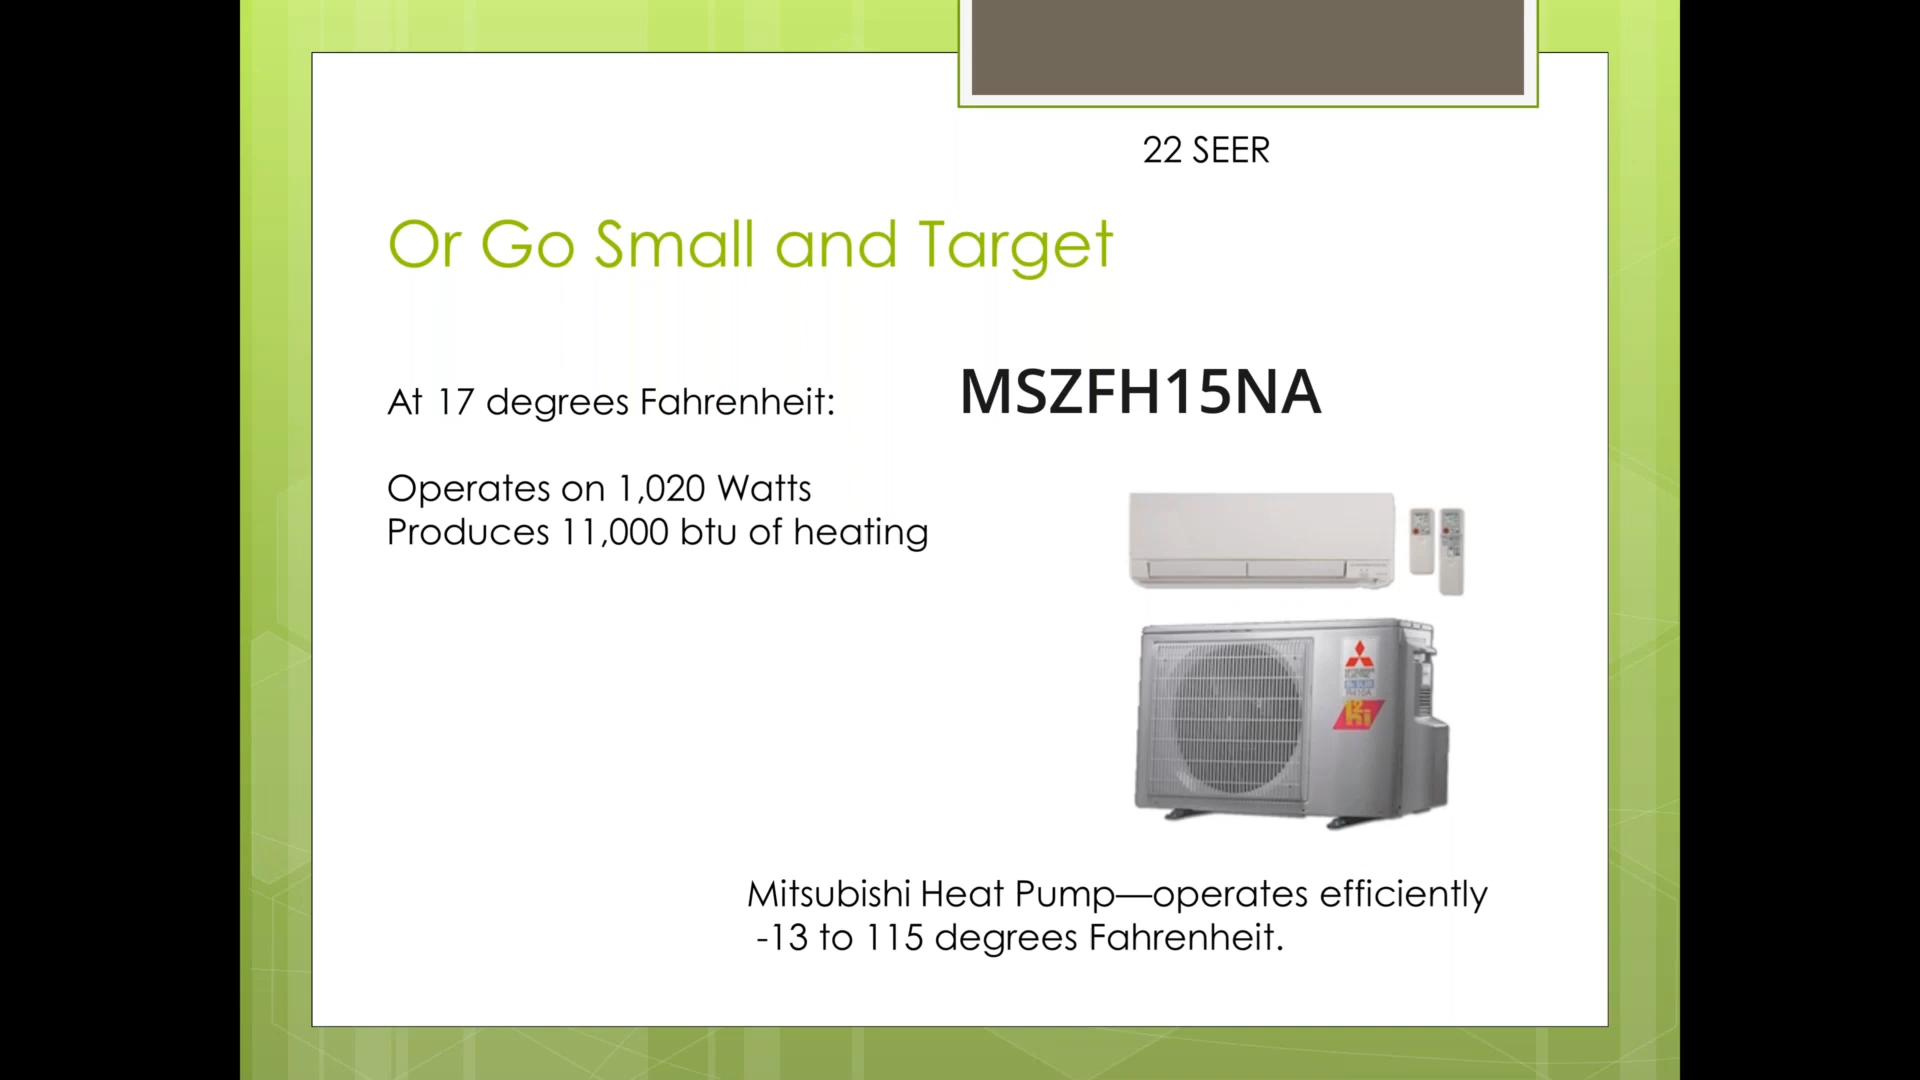 22 SEER
Or Go Small and Target
At 17 degrees Fahrenheit:
MSZFH15NA
Operates on 1,020 Watts
Produces 11,000 btu of heating
Mitsubishi Heat Pump—operates efficiently
-13 to 115 degrees Fahrenheit.